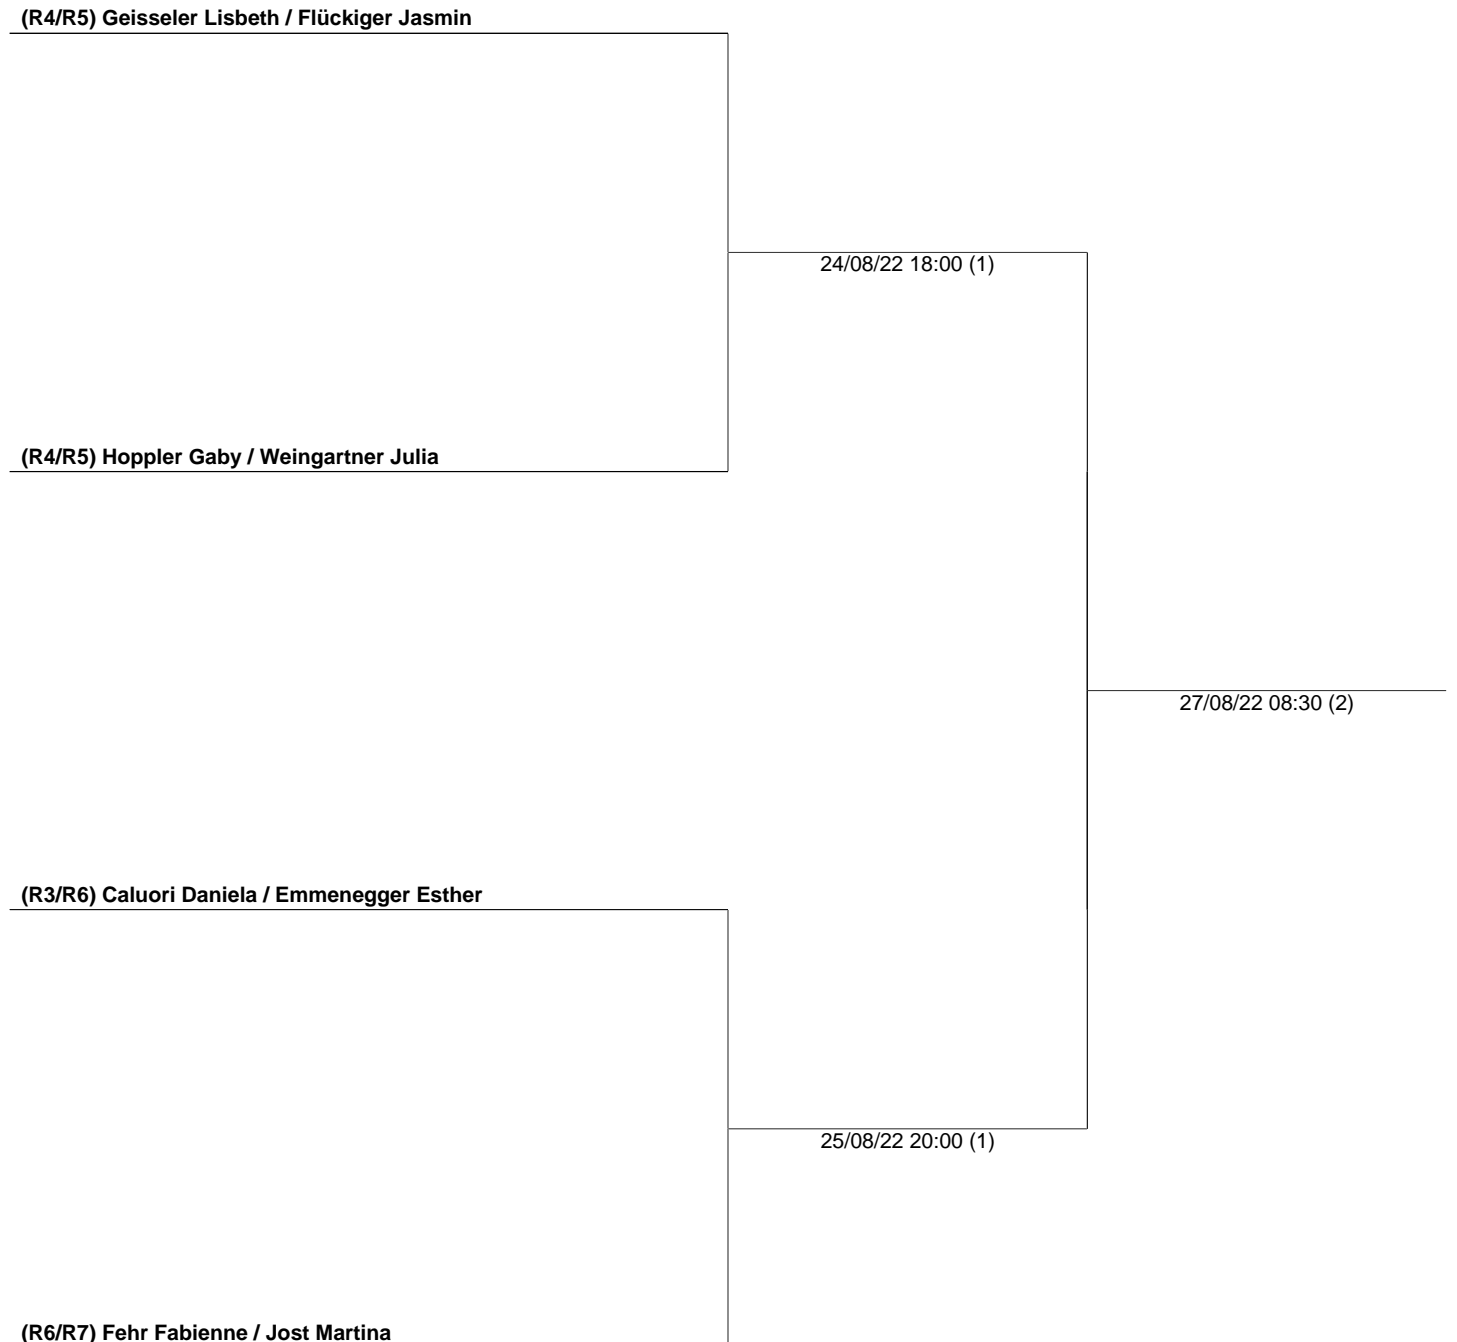 (R4/R5) Geisseler Lisbeth / Flückiger Jasmin
24/08/22 18:00 (1)
(R4/R5) Hoppler Gaby / Weingartner Julia
27/08/22 08:30 (2)
(R3/R6) Caluori Daniela / Emmenegger Esther
25/08/22 20:00 (1)
(R6/R7) Fehr Fabienne / Jost Martina